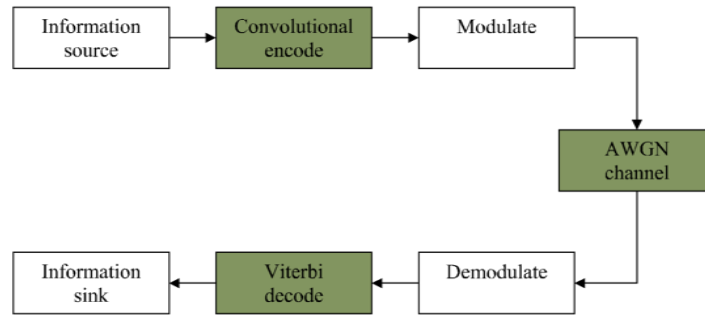 Information
source
Convolutional
encode
Modulate
AWGN
channel
Demodulate
Viterbi
decode
Information
sink